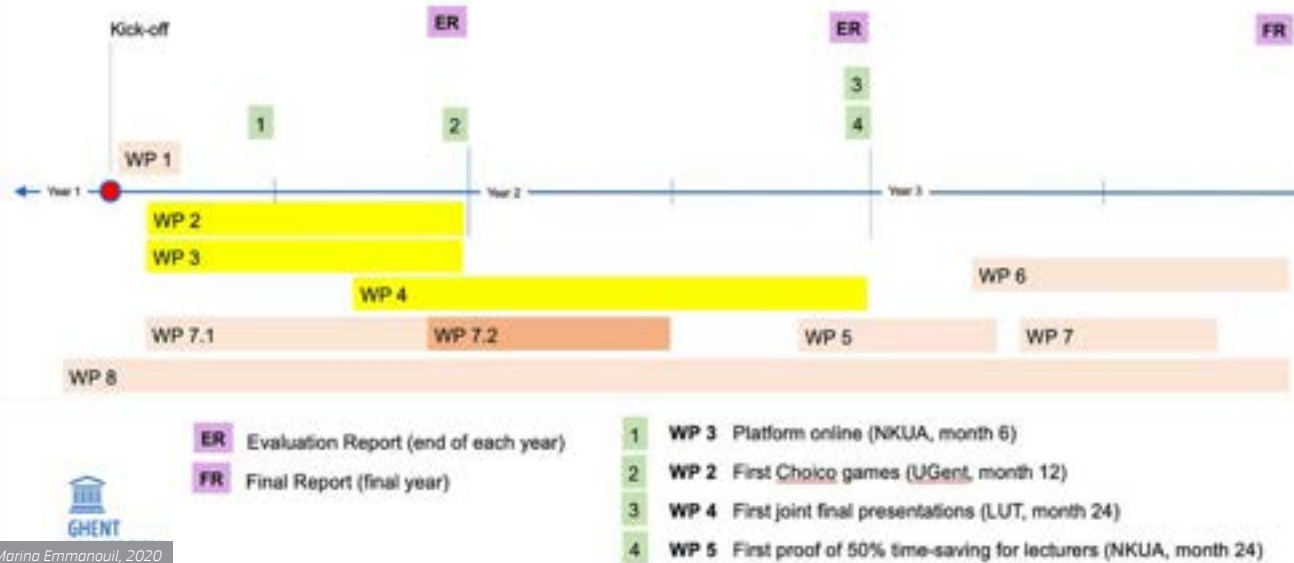 Kick-off
ER
ER
FR
3
1
2
4
WP 1
Year 1
Year 2
Year 3
WP 2
WP 3
WP 6
WP 4
WP 7.1
WP 7.2
WP 5
WP 7
WP 8
ER Evaluation Report (end of each year)
FR Final Report (final year)
1 WP 3 Platform online (NKUA, month 6)
2 WP 2 First Choico games (UGent, month 12)
3 WP 4 First joint final presentations (LUT, month 24)
4 WP 5 First proof of 50% time-saving for lecturers (NKUA, month 24)
GHENT
Marina Emmanouil, 2020